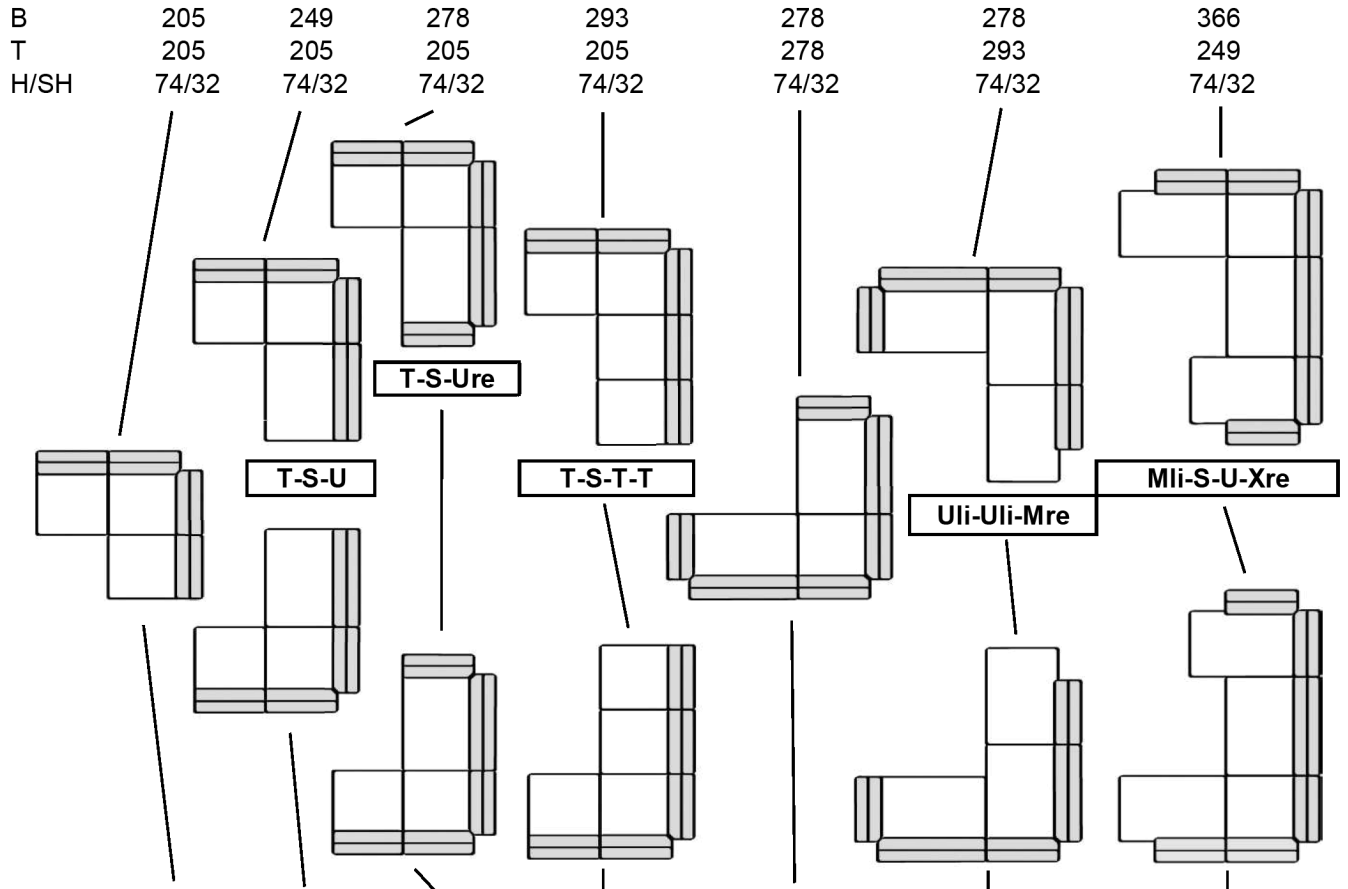 B 205 249 278 293 278 278 366
T 205 205 205 205 278 293 249
H/SH 74/32 74/32 74/32 74/32 74/32 74/32 74/32
T-S-Ure
T-S-U
T-S-T-T
Mli-S-U-Xre
Uli-Uli-Mre